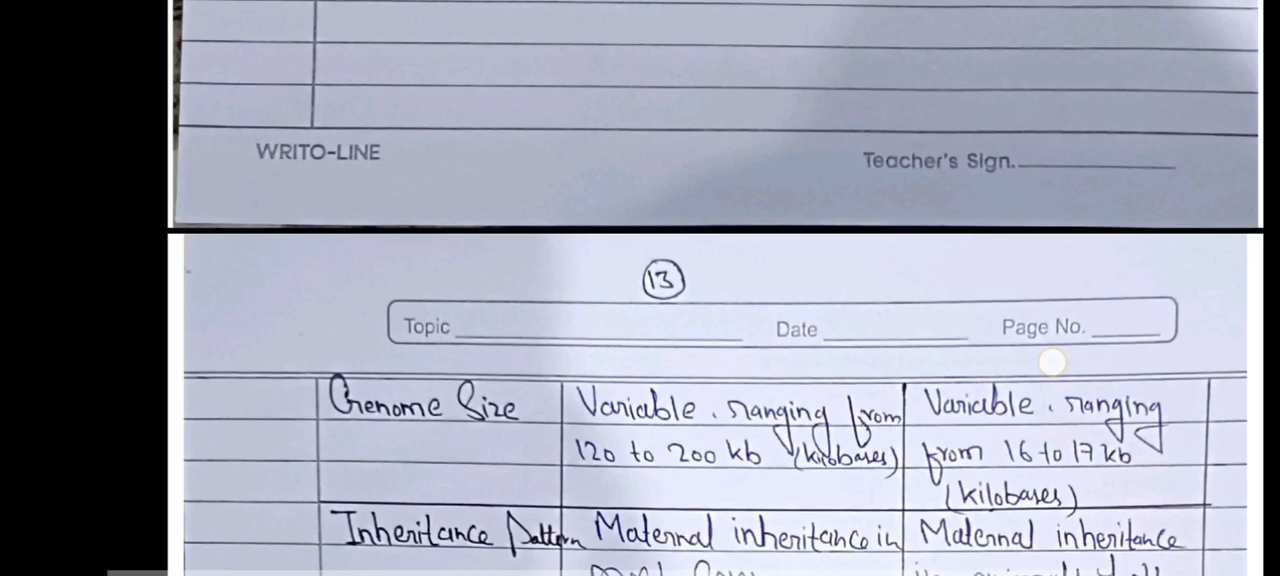 WRITO-LINE
Teacher's Sign.
13
Topic Date Page No.
Genome Size Variable, ranging from Variable, ranging
120 to 200 kb (kilobases) from 16 to 17 kb
(kilobases)
Inheritance Pattern Maternal inheritance in Maternal inheritance